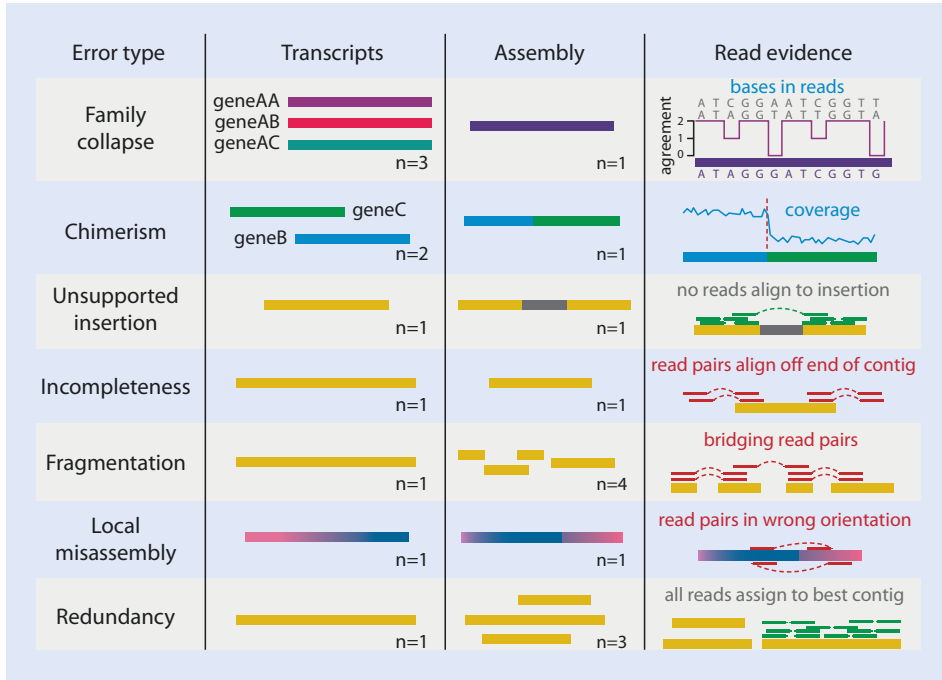 Error type
Transcripts
Assembly
Read evidence
Family
collapse
geneAA
geneAB
geneAC
n=3
n=1
bases in reads
A T C G G A A T C G G T T
A T A G G T A T A G G T A
agreement
2
1
0
A T A G G G A T C G G T G
Chimerism
geneC
geneB
n=2
n=1
coverage
Unsupported
insertion
n=1
n=1
no reads align to insertion
Incompleteness
n=1
n=1
read pairs align off end of contig
Fragmentation
n=1
n=4
bridging read pairs
Local
misassembly
n=1
n=1
read pairs in wrong orientation
Redundancy
n=1
n=3
all reads assign to best contig